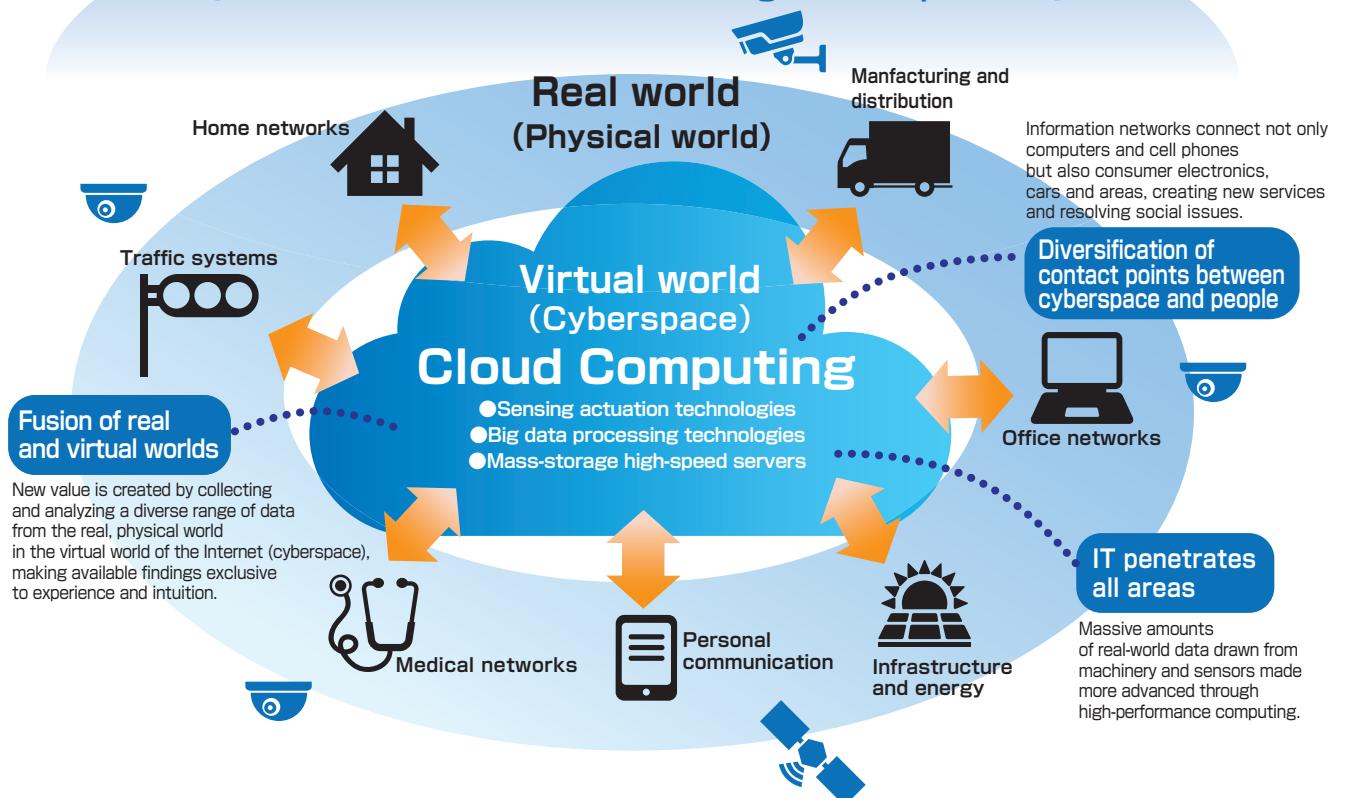 Real world
(Physical world)
Manfacturing and
distribution
Home networks
Information networks connect not only
computers and cell phones
but also consumer electronics,
cars and areas, creating new services
and resolving social issues.
Diversification of
contact points between
cyberspace and people
Traffic systems
Virtual world
(Cyberspace)
Cloud Computing
●Sensing actuation technologies
●Big data processing technologies
●Mass-storage high-speed servers
Office networks
Fusion of real
and virtual worlds
New value is created by collecting
and analyzing a diverse range of data
from the real, physical world
in the virtual world of the Internet (cyberspace),
making available findings exclusive
to experience and intuition.
IT penetrates
all areas
Massive amounts
of real-world data drawn from
machinery and sensors made
more advanced through
high-performance computing.
Medical networks
Personal
communication
Infrastructure
and energy